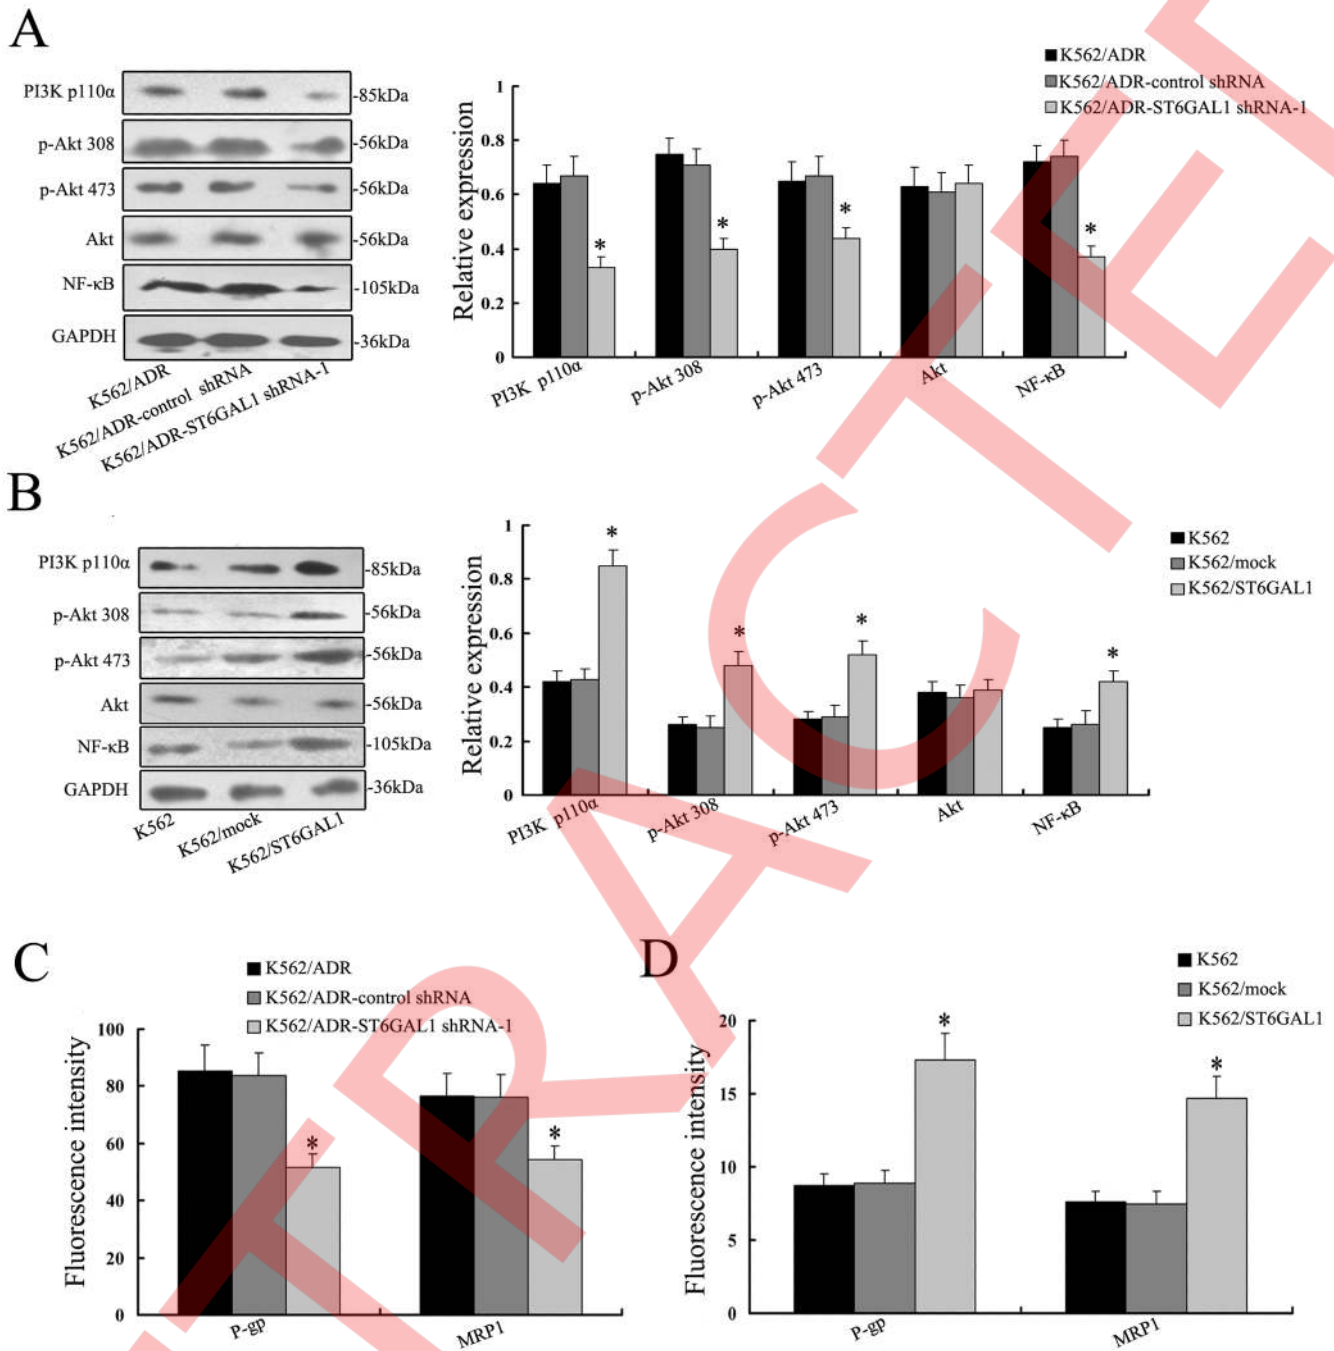 A
PI3K p110α
-85kDa
p-Akt 308
-56kDa
p-Akt 473
-56kDa
Akt
-56kDa
NF-κB
-105kDa
GAPDH
-36kDa
K562/ADR
K562/ADR-control shRNA
K562/ADR-ST6GAL1 shRNA-1
K562/ADR
K562/ADR-control shRNA
K562/ADR-ST6GAL1 shRNA-1
Relative expression
1
0.8
0.6
0.4
0.2
0
* * * *
PI3K p110α p-Akt 308 p-Akt 473 Akt NF-κB
B
PI3K p110α
-85kDa
p-Akt 308
-56kDa
p-Akt 473
-56kDa
Akt
-56kDa
NF-κB
-105kDa
GAPDH
-36kDa
K562
K562/mock
K562/ST6GAL1
K562
K562/mock
K562/ST6GAL1
Relative expression
1
0.8
0.6
0.4
0.2
0
* * * *
PI3K p110α p-Akt 308 p-Akt 473 Akt NF-κB
C
K562/ADR
K562/ADR-control shRNA
K562/ADR-ST6GAL1 shRNA-1
Fluorescence intensity
100
80
60
40
20
0
* *
P-gp MRP1
D
K562
K562/mock
K562/ST6GAL1
Fluorescence intensity
20
15
10
5
0
* *
P-gp MRP1
TRACTE